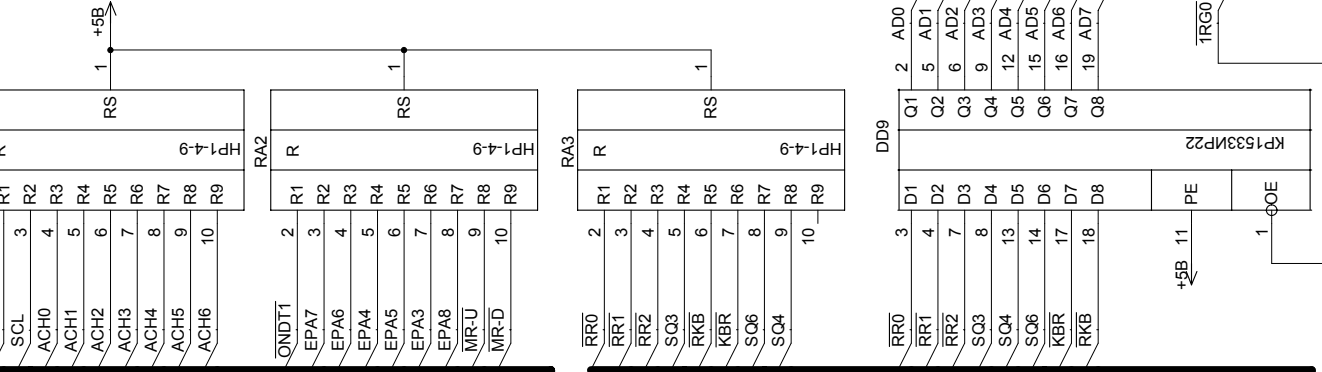 +5В
1
1
1
RS
RS
RS
НР1-4-9
RA2
R
НР1-4-9
RA3
R
НР1-4-9
R1 R2 R3 R4 R5 R6 R7 R8 R9
R1 R2 R3 R4 R5 R6 R7 R8 R9
R1 R2 R3 R4 R5 R6 R7 R8 R9
3 4 5 6 7 8 9 10
2 3 4 5 6 7 8 9 10
2 3 4 5 6 7 8 9 10
SCL
ACH0
ACH1
ACH2
ACH3
ACH4
ACH5
ACH6
ONDT1
EPA7
EPA6
EPA4
EPA5
EPA3
EPA8
MR-U
MR-D
RR0
RR1
RR2
SQ3
RKB
KBR
SQ6
SQ4
AD0 AD1 AD2 AD3 AD4 AD5 AD6 AD7
2 5 6 9 12 15 16 19
1RG0
DD9
Q1 Q2 Q3 Q4 Q5 Q6 Q7 Q8
КР1533ИР22
D1 D2 D3 D4 D5 D6 D7 D8
PE
OE
3 4 7 8 13 14 17 18
11
1
+5В
RR0
RR1
RR2
SQ3
SQ4
SQ6
KBR
RKB